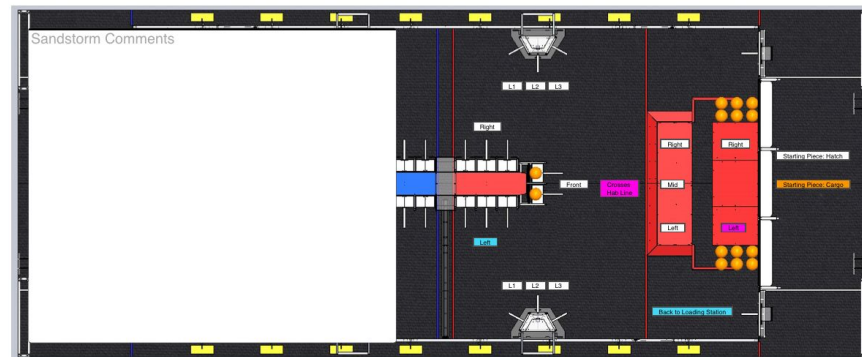 Sandstorm Comments
L1 L2 L3
Right
Right
Right
Starting Piece: Hatch
Front
Crosses
Hab Line
Mid
Starting Piece: Cargo
Left
Left
Left
L1 L2 L3
Back to Loading Station